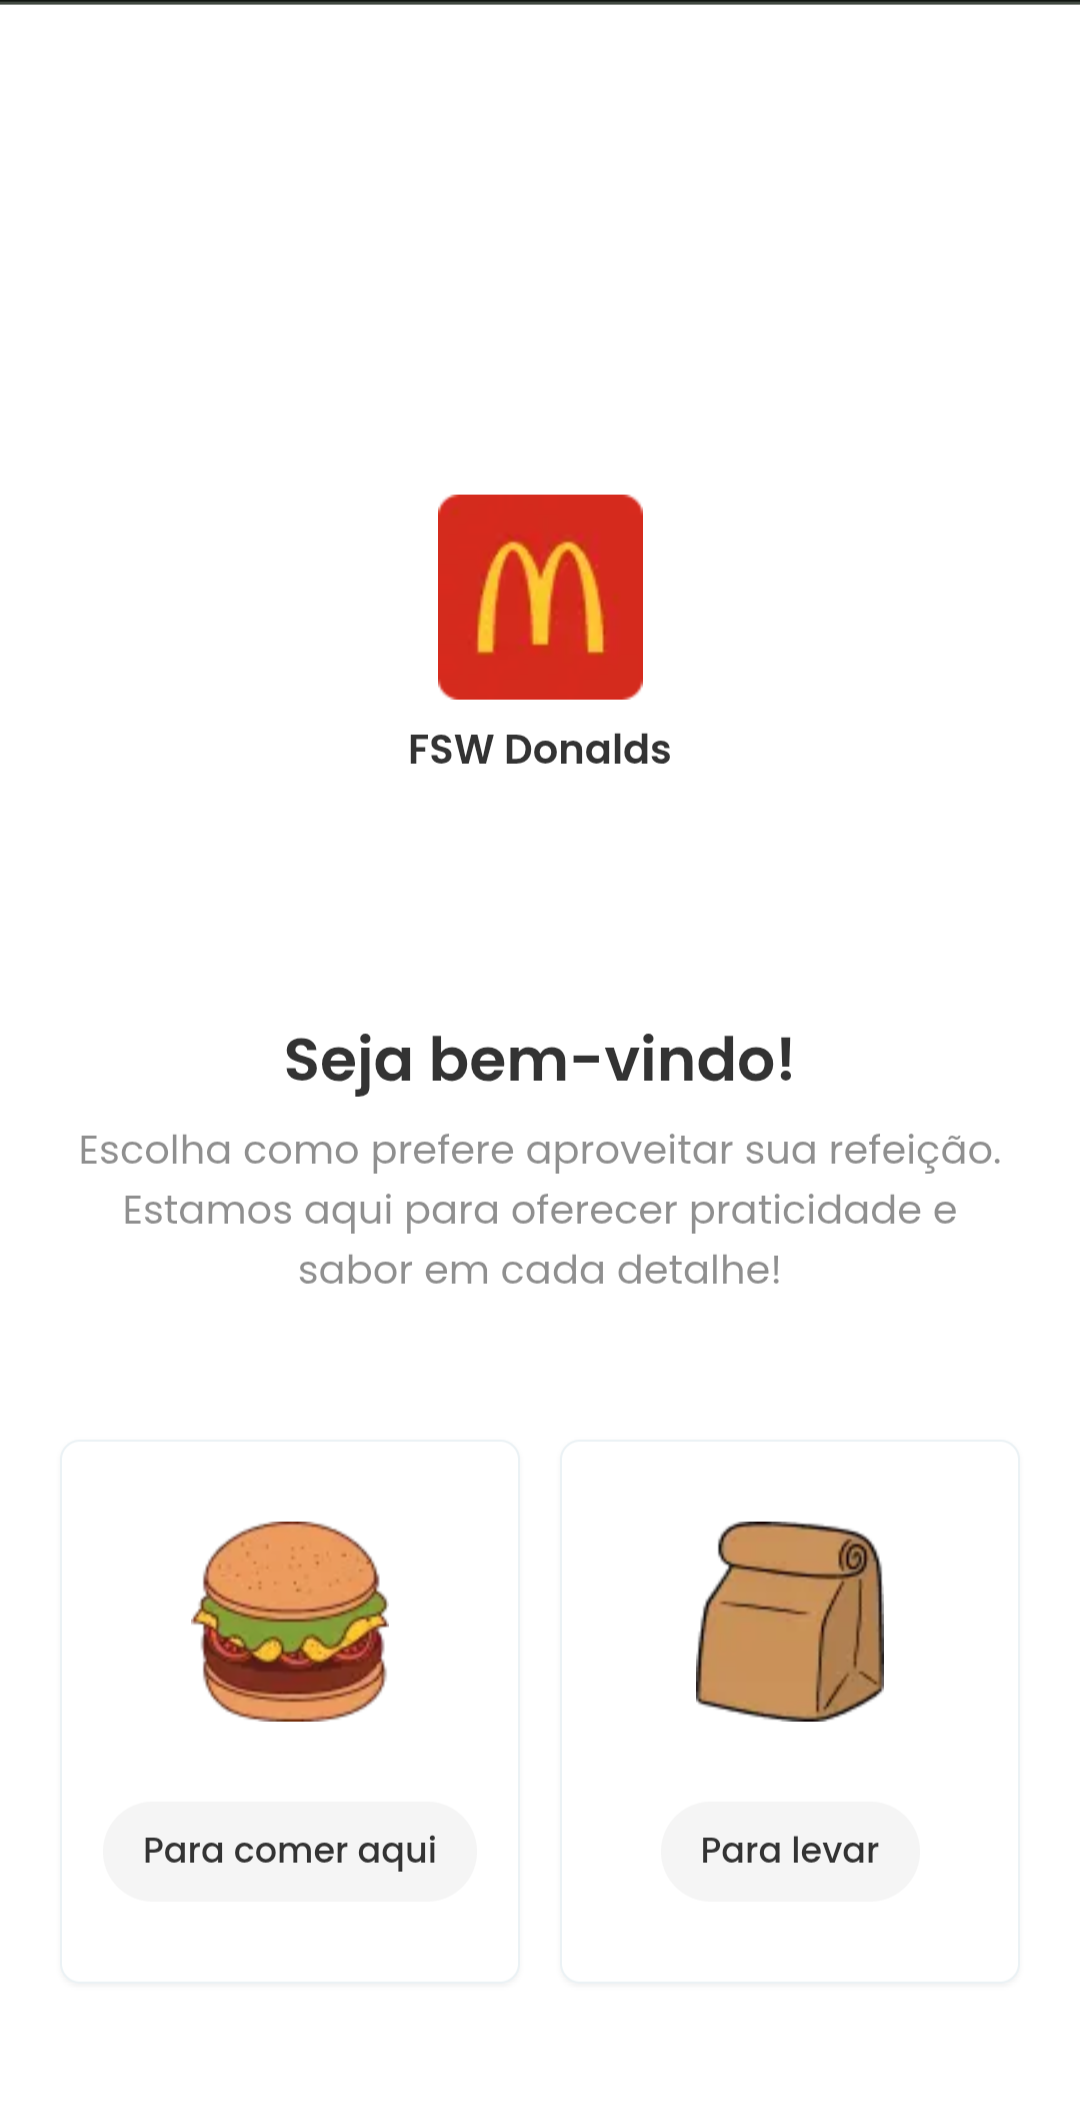 FSW Donalds
Seja bem-vindo!
Escolha como prefere aproveitar sua refeição.
Estamos aqui para oferecer praticidade e
sabor em cada detalhe!
Para comer aqui
Para levar